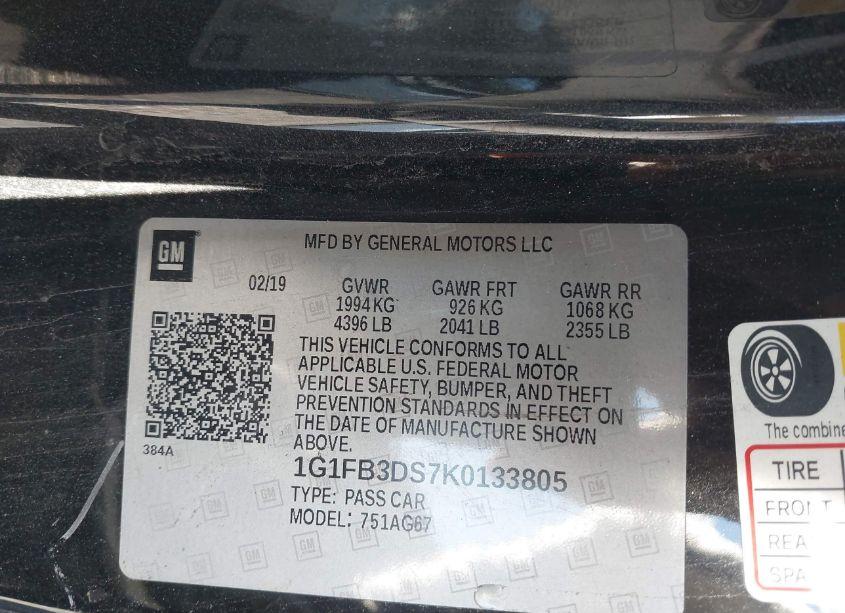 GM
MFD BY GENERAL MOTORS LLC
02/19 GVWR GAWR FRT GAWR RR
1994 KG 926 KG 1068 KG
4396 LB 2041 LB 2355 LB
THIS VEHICLE CONFORMS TO ALL
APPLICABLE U.S. FEDERAL MOTOR
VEHICLE SAFETY, BUMPER, AND THEFT
PREVENTION STANDARDS IN EFFECT ON
THE DATE OF MANUFACTURE SHOWN
ABOVE.
384A
1G1FB3DS7K0133805
TYPE: PASS CAR
MODEL: 751AG67
The combine
TIRE
FRONT
REA
SPA